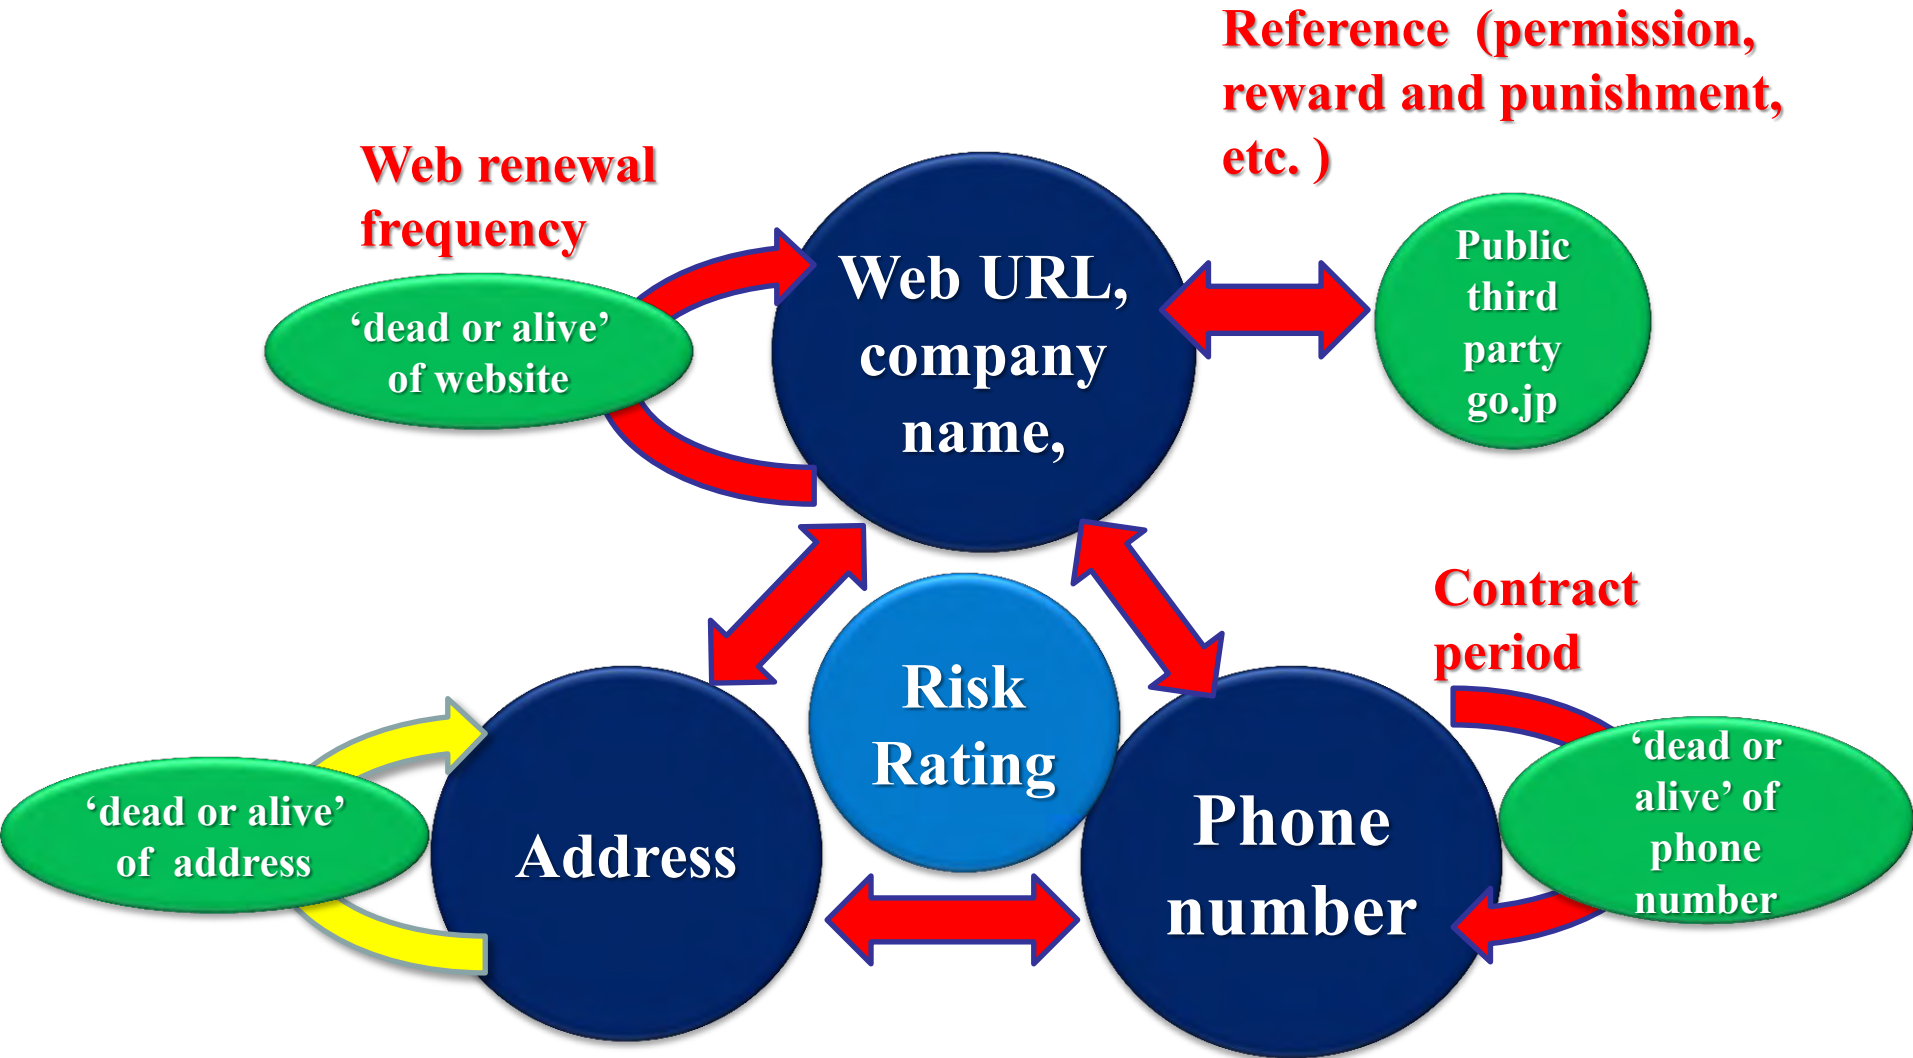 Reference (permission,
reward and punishment,
etc. )
Web renewal
frequency
‘dead or alive’
of website
Web URL,
company
name,
Public
third
party
go.jp
Contract
period
Risk
Rating
‘dead or alive’
of address
Address
Phone
number
‘dead or
alive’ of
phone
number